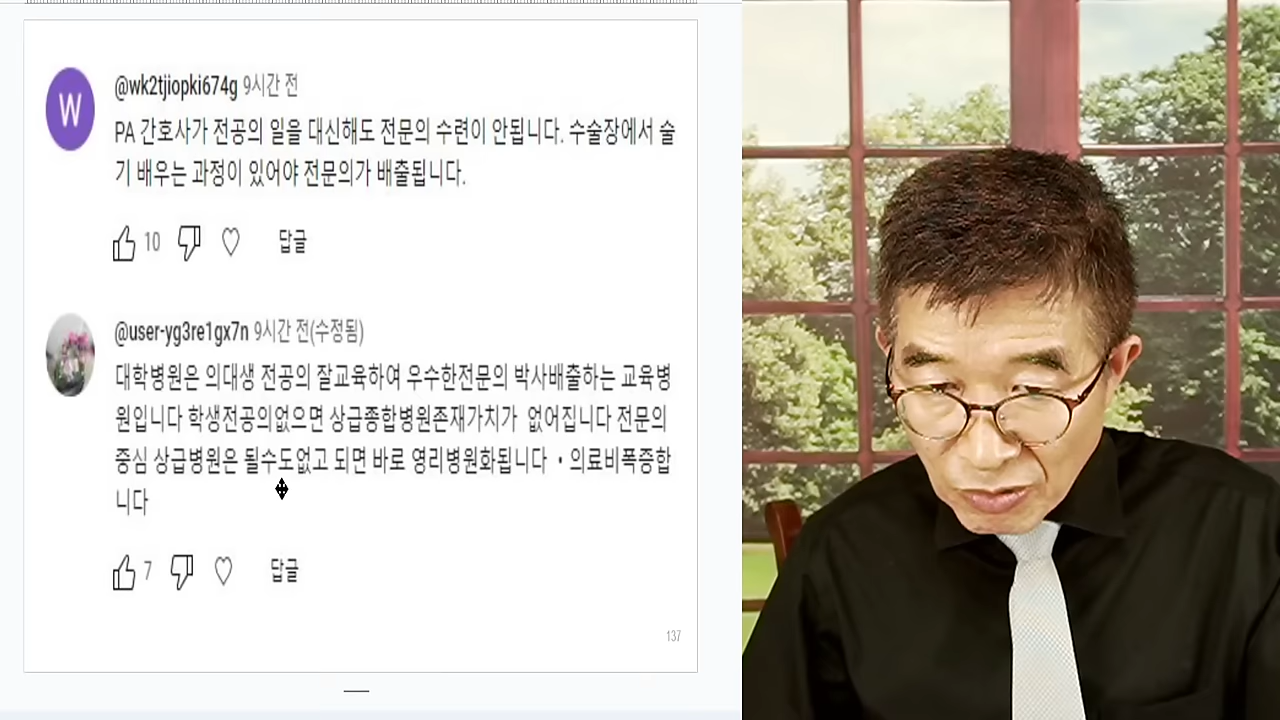 @wk2tjiopki674g 9시간 전
PA 간호사가 전공의 일을 대신해도 전문의 수련이 안됩니다. 수술장에서 술
기 배우는 과정이 있어야 전문의가 배출됩니다.
W
10 답글
@user-yg3re1gx7n 9시간 전(수정됨)
대학병원은 의대생 전공의 잘교육하여 우수한전문의 박사배출하는 교육병
원입니다 학생전공의없으면 상급종합병원존재가치가 없어집니다 전문의
중심 상급병원은 될수도없고 되면 바로 영리병원화됩니다 • 의료비폭증합
니다
7 답글
137